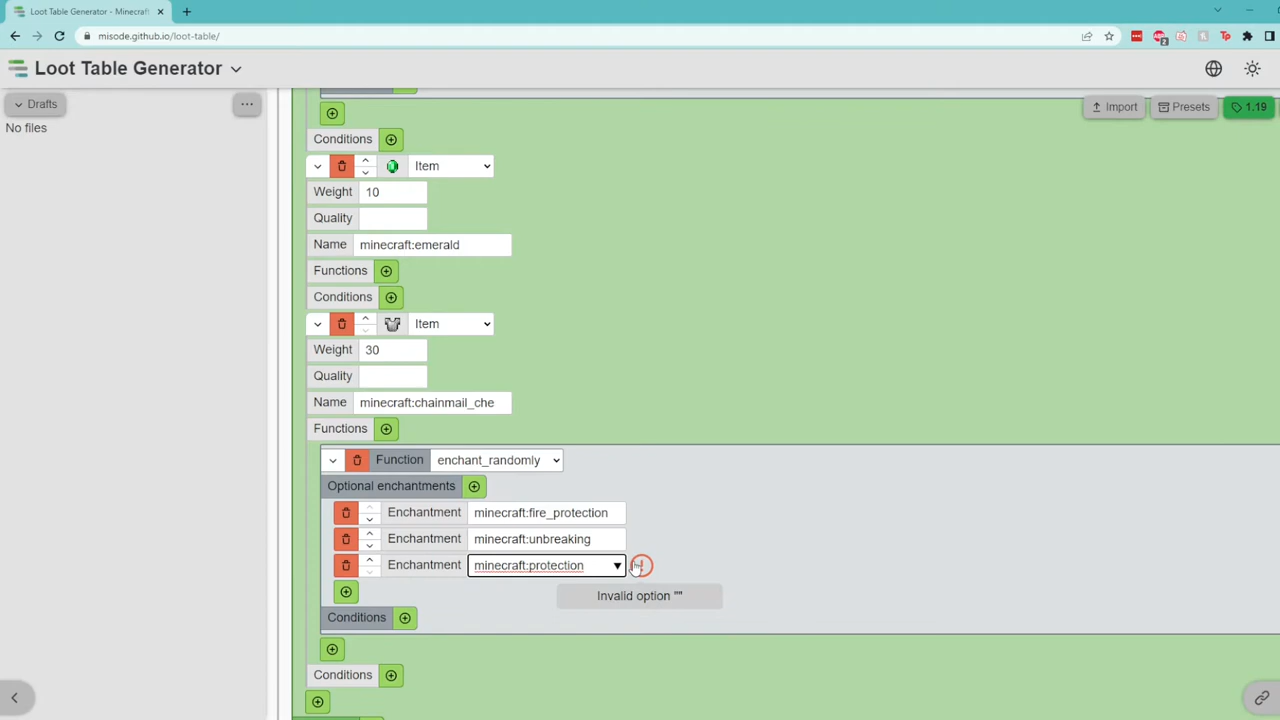 Loot Table Generator - Minecraft
misode.github.io/loot-table/
Loot Table Generator
Drafts
No files
Import
Presets
1.19
Conditions
Item
Weight 10
Quality
Name minecraft:emerald
Functions
Conditions
Item
Weight 30
Quality
Name minecraft:chainmail_che
Functions
Function enchant_randomly
Optional enchantments
Enchantment minecraft:fire_protection
Enchantment minecraft:unbreaking
Enchantment minecraft:protection
Invalid option ""
Conditions
Conditions